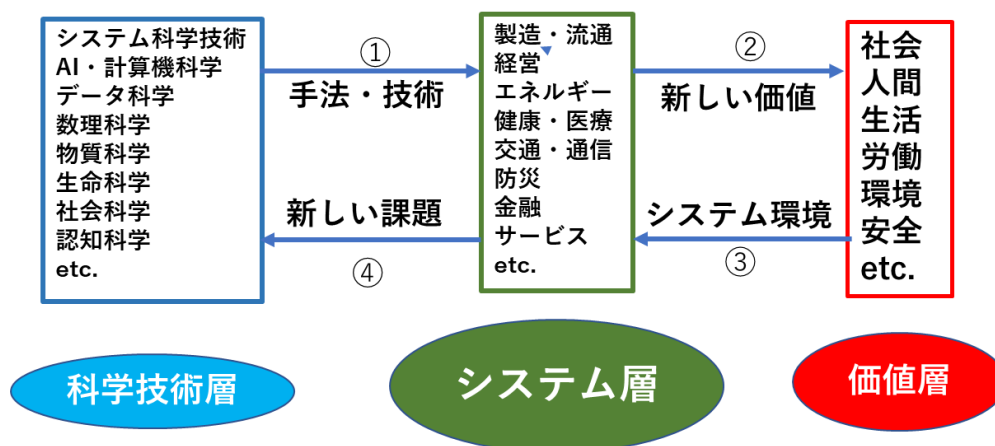 システム科学技術
AI・計算機科学
データ科学
数理科学
物質科学
生命科学
社会科学
認知科学
etc.
①
手法・技術
新しい課題
④
製造・流通
経営
エネルギー
健康・医療
交通・通信
防災
金融
サービス
etc.
②
新しい価値
システム環境
③
社会
人間
生活
労働
環境
安全
etc.
科学技術層
システム層
価値層